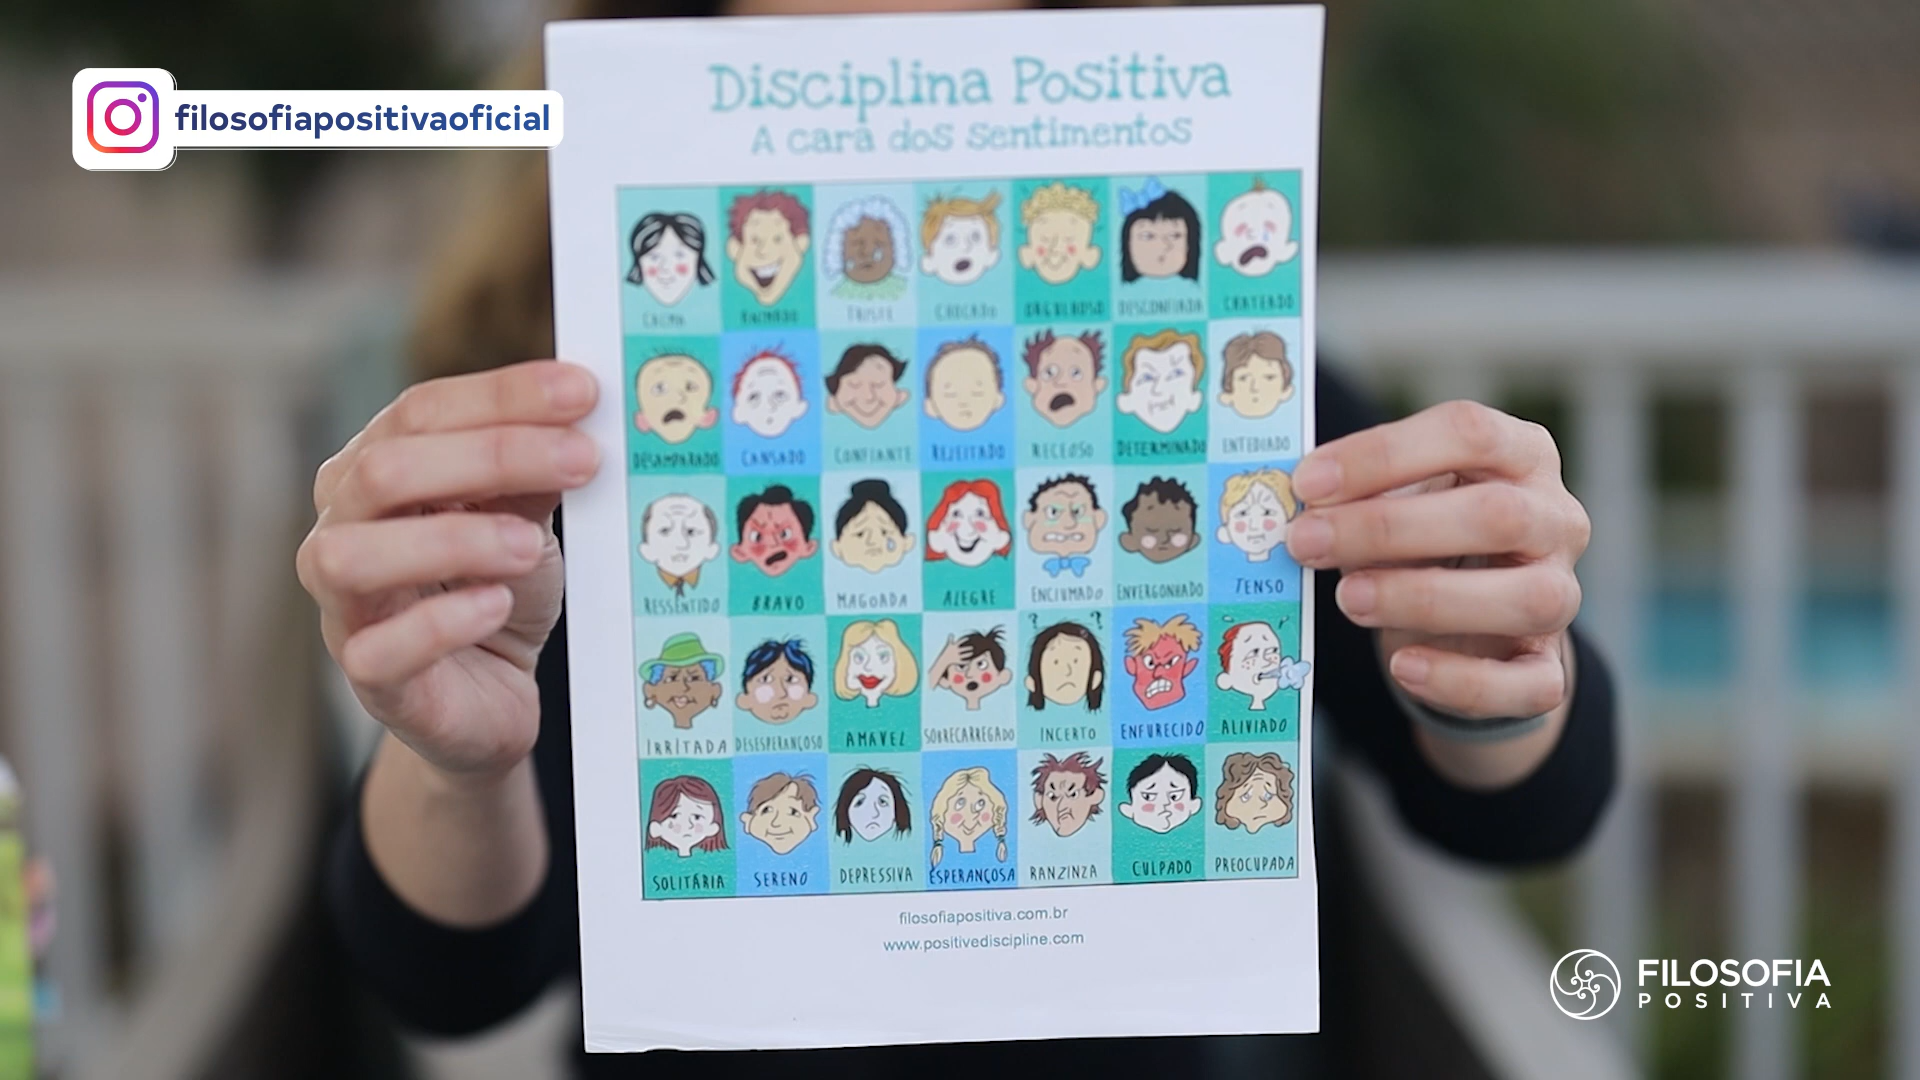 filosofiapositivaoficial
Disciplina Positiva
A cara dos sentimentos
CALMA ANIMADO TRISTE CHOCADO ORGULHOSO DESCONFIADA CHATEADO
DESAMPARADO CANSADO CONFIANTE REJEITADO RECEOSO DETERMINADO ENTEDIADO
RESSENTIDO BRAVO MAGOADA ALEGRE ENCIUMADO ENVERGONHADO TENSO
IRRITADA DESESPERANÇOSO AMAVEL SOBRECARREGADO INCERTO ENFURECIDO ALIVIADO
SOLITÁRIA SERENO DEPRESSIVA ESPERANÇOSA RANZINZA CULPADO PREOCUPADA
filosofiapositiva.com.br
www.positivediscipline.com
FILOSOFIA
POSITIVA